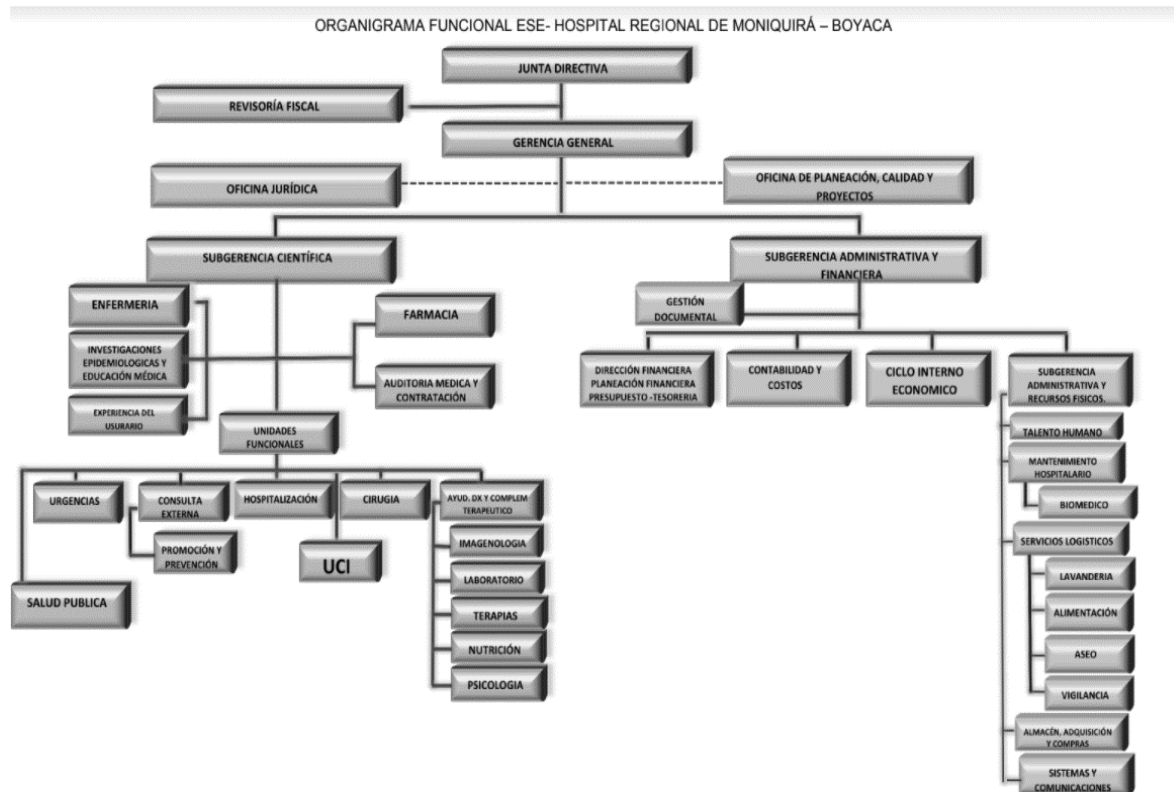 ORGANIGRAMA FUNCIONAL ESE- HOSPITAL REGIONAL DE MONIQUIRÁ – BOYACA
JUNTA DIRECTIVA
REVISORÍA FISCAL
GERENCIA GENERAL
OFICINA JURÍDICA
OFICINA DE PLANEACIÓN, CALIDAD Y
PROYECTOS
SUBGERENCIA CIENTÍFICA
SUBGERENCIA ADMINISTRATIVA Y
FINANCIERA
ENFERMERIA
FARMACIA
INVESTIGACIONES
EPIDEMIOLOGICAS Y
EDUCACIÓN MÉDICA
AUDITORIA MEDICA Y
CONTRATACIÓN
EXPERIENCIA DEL
USURARIO
UNIDADES
FUNCIONALES
GESTIÓN
DOCUMENTAL
DIRECCIÓN FINANCIERA
PLANEACIÓN FINANCIERA
PRESUPUESTO -TESORERIA
CONTABILIDAD Y
COSTOS
CICLO INTERNO
ECONOMICO
SUBGERENCIA
ADMINISTRATIVA Y
RECURSOS FISICOS.
URGENCIAS
CONSULTA
EXTERNA
HOSPITALIZACIÓN
CIRUGIA
AYUD. DX Y COMPLEM
TERAPEUTICO
PROMOCIÓN Y
PREVENCIÓN
UCI
IMAGENOLOGIA
LABORATORIO
SALUD PUBLICA
TERAPIAS
NUTRICIÓN
PSICOLOGIA
TALENTO HUMANO
MANTENIMIENTO
HOSPITALARIO
BIOMEDICO
SERVICIOS LOGISTICOS
LAVANDERIA
ALIMENTACIÓN
ASEO
VIGILANCIA
ALMACÉN, ADQUISICIÓN
Y COMPRAS
SISTEMAS Y
COMUNICACIONES